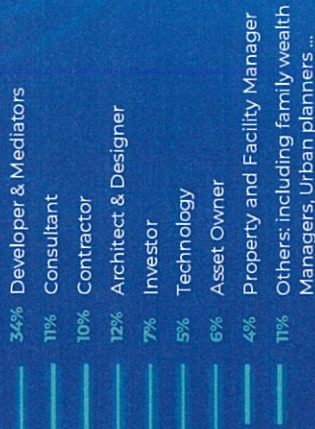 34% Developer & Mediators
11% Consultant
10% Contractor
12% Architect & Designer
7% Investor
5% Technology
6% Asset Owner
4% Property and Facility Manager
11% Others: including family wealth
Managers, Urban planners ...